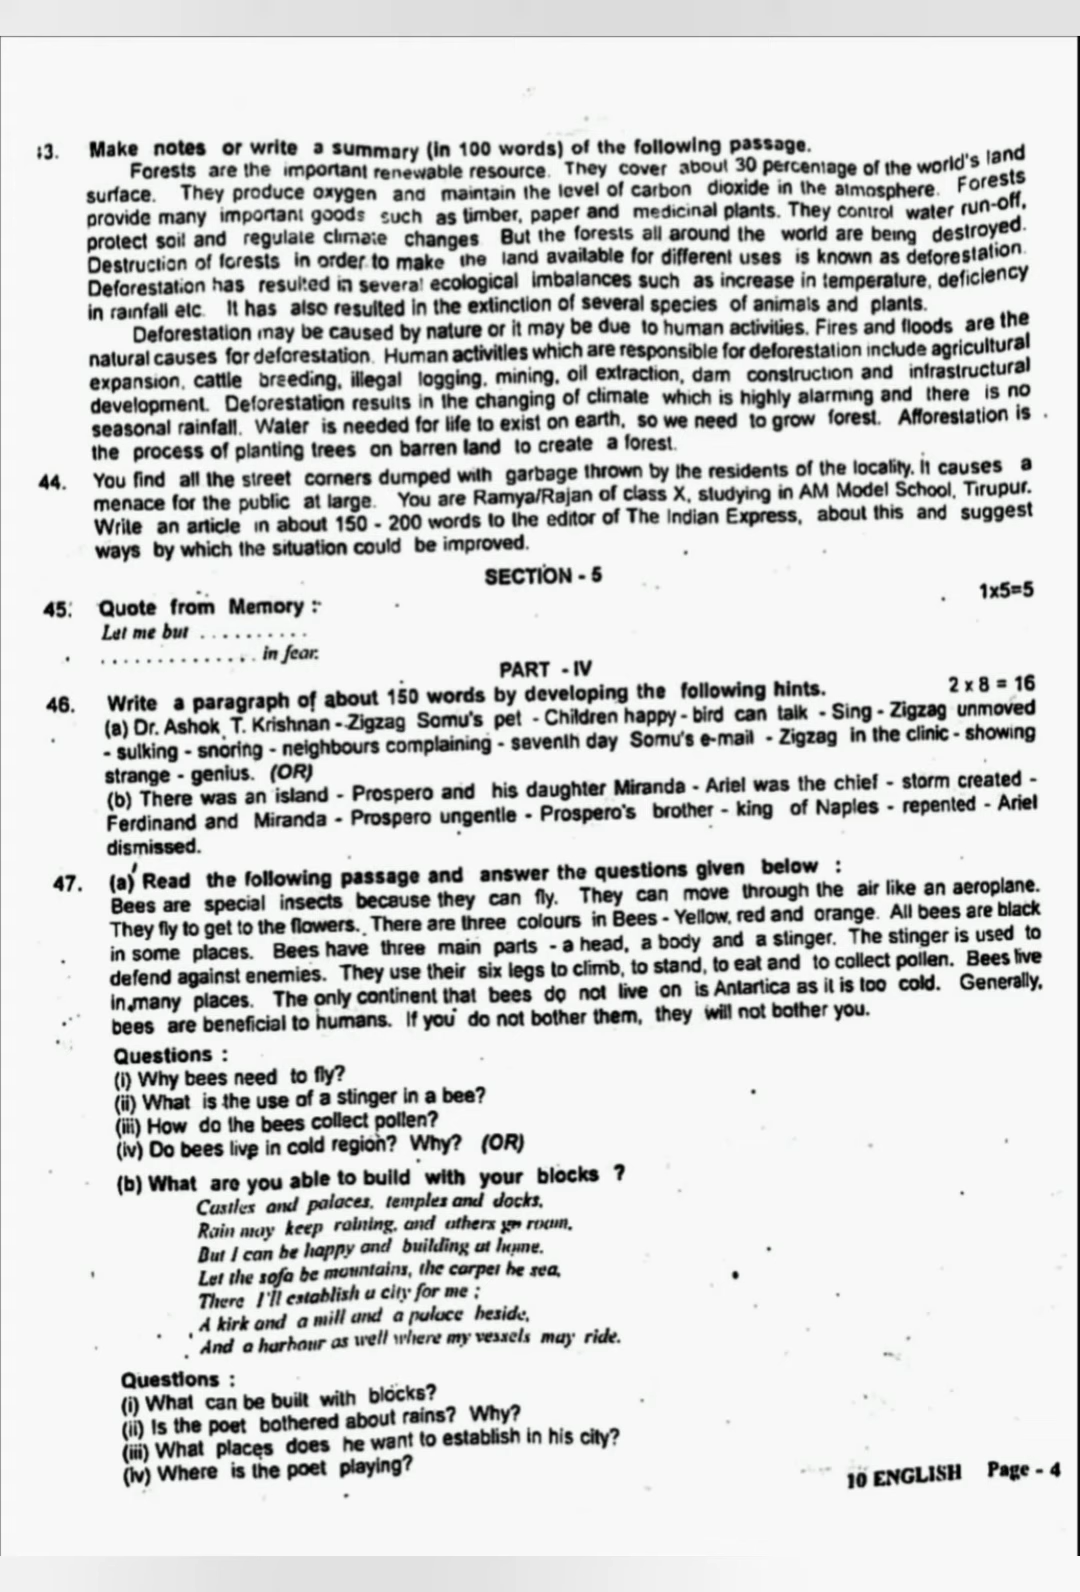 3. Make notes or write a summary (in 100 words) of the following passage.
Forests are the important renewable resource. They cover about 30 percentage of the world's land
surface. They produce oxygen and maintain the level of carbon dioxide in the atmosphere. Forests
provide many important goods such as timber, paper and medicinal plants. They control water run-off,
protect soil and regulate climate changes But the forests all around the world are being destroyed.
Destruction of forests in order to make the land available for different uses is known as deforestation.
Deforestation has resulted in several ecological imbalances such as increase in temperature, deficiency
in rainfall etc. It has also resulted in the extinction of several species of animals and plants.
Deforestation may be caused by nature or it may be due to human activities. Fires and floods are the
natural causes for deforestation. Human activities which are responsible for deforestation include agricultural
expansion, cattle breeding, illegal logging, mining, oil extraction, dam construction and infrastructural
development. Deforestation results in the changing of climate which is highly alarming and there is no
seasonal rainfall. Water is needed for life to exist on earth, so we need to grow forest. Afforestation is
the process of planting trees on barren land to create a forest.
44. You find all the street corners dumped with garbage thrown by the residents of the locality. It causes a
menace for the public at large. You are Ramya/Rajan of class X, studying in AM Model School, Tirupur.
Write an article in about 150 - 200 words to the editor of The Indian Express, about this and suggest
ways by which the situation could be improved.
SECTION - 5
45. Quote from Memory :- 1x5=5
Let me but . . . . . . . . . .
. . . . . . . . . . . . . . in fear.
PART - IV
46. Write a paragraph of about 150 words by developing the following hints. 2 x 8 = 16
(a) Dr. Ashok T. Krishnan - Zigzag Somu's pet - Children happy - bird can talk - Sing - Zigzag unmoved
- sulking - snoring - neighbours complaining - seventh day Somu's e-mail - Zigzag in the clinic - showing
strange - genius. (OR)
(b) There was an island - Prospero and his daughter Miranda - Ariel was the chief - storm created -
Ferdinand and Miranda - Prospero ungentle - Prospero's brother - king of Naples - repented - Ariel
dismissed.
47. (a) Read the following passage and answer the questions given below :
Bees are special insects because they can fly. They can move through the air like an aeroplane.
They fly to get to the flowers. There are three colours in Bees - Yellow, red and orange. All bees are black
in some places. Bees have three main parts - a head, a body and a stinger. The stinger is used to
defend against enemies. They use their six legs to climb, to stand, to eat and to collect pollen. Bees live
in many places. The only continent that bees do not live on is Antartica as it is too cold. Generally,
bees are beneficial to humans. If you do not bother them, they will not bother you.
Questions :
(i) Why bees need to fly?
(ii) What is the use of a stinger in a bee?
(iii) How do the bees collect pollen?
(iv) Do bees live in cold region? Why? (OR)
(b) What are you able to build with your blocks ?
Castles and palaces, temples and docks,
Rain may keep raining, and others go roam,
But I can be happy and building at home.
Let the sofa be mountains, the carpet be sea,
There I'll establish a city for me ;
A kirk and a mill and a palace beside,
And a harbour as well where my vessels may ride.
Questions :
(i) What can be built with blocks?
(ii) Is the poet bothered about rains? Why?
(iii) What places does he want to establish in his city?
(iv) Where is the poet playing?
10 ENGLISH Page - 4